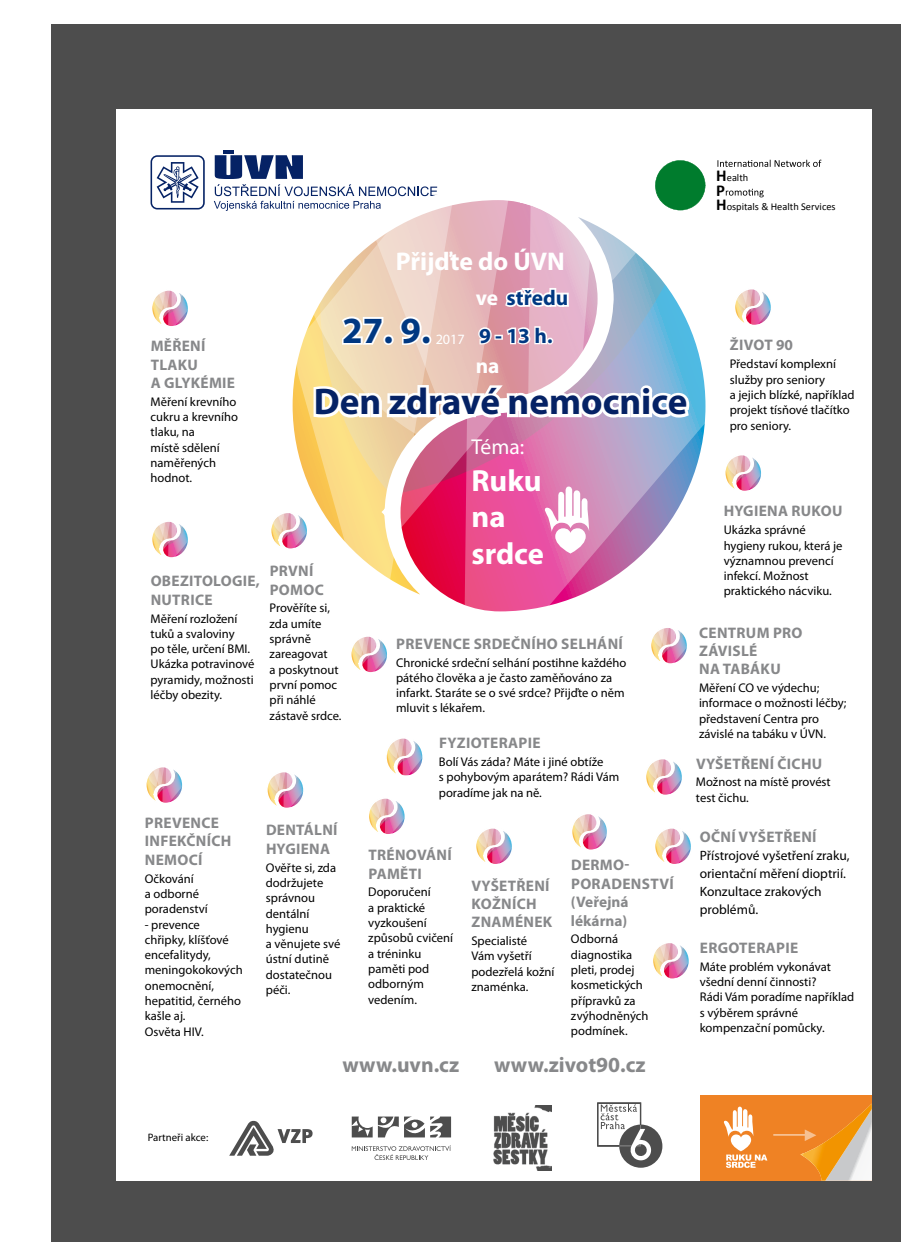 ÚVN
ÚSTŘEDNÍ VOJENSKÁ NEMOCNICE
Vojenská fakultní nemocnice Praha
International Network of
Health
Promoting
Hospitals & Health Services
Přijďte do ÚVN
ve středu
27. 9. 2017 9 - 13 h.
na
Den zdravé nemocnice
Téma:
Ruku
na
srdce
MĚŘENÍ
TLAKU
A GLYKÉMIE
Měření krevního
cukru a krevního
tlaku, na
místě sdělení
naměřených
hodnot.
ŽIVOT 90
Představí komplexní
služby pro seniory
a jejich blízké, například
projekt tísňové tlačítko
pro seniory.
HYGIENA RUKOU
Ukázka správné
hygieny rukou, která je
významnou prevencí
infekcí. Možnost
praktického nácviku.
OBEZITOLOGIE,
NUTRICE
Měření rozložení
tuků a svaloviny
po těle, určení BMI.
Ukázka potravinové
pyramidy, možnosti
léčby obezity.
PRVNÍ
POMOC
Prověříte si,
zda umíte
správně
zareagovat
a poskytnout
první pomoc
při náhlé
zástavě srdce.
PREVENCE SRDEČNÍHO SELHÁNÍ
Chronické srdeční selhání postihne každého
pátého člověka a je často zaměňováno za
infarkt. Staráte se o své srdce? Přijďte o něm
mluvit s lékařem.
CENTRUM PRO
ZÁVISLÉ
NA TABÁKU
Měření CO ve výdechu;
informace o možnosti léčby;
představení Centra pro
závislé na tabáku v ÚVN.
FYZIOTERAPIE
Bolí Vás záda? Máte i jiné obtíže
s pohybovým aparátem? Rádi Vám
poradíme jak na ně.
VYŠETŘENÍ ČICHU
Možnost na místě provést
test čichu.
PREVENCE
INFEKČNÍCH
NEMOCÍ
Očkování
a odborné
poradenství
- prevence
chřipky, klíšťové
encefalitydy,
meningokokových
onemocnění,
hepatitid, černého
kašle aj.
Osvěta HIV.
DENTÁLNÍ
HYGIENA
Ověřte si, zda
dodržujete
správnou
dentální
hygienu
a věnujete své
ústní dutině
dostatečnou
péči.
TRÉNOVÁNÍ
PAMĚTI
Doporučení
a praktické
vyzkoušení
způsobů cvičení
a tréninku
paměti pod
odborným
vedením.
VYŠETŘENÍ
KOŽNÍCH
ZNAMÉNEK
Specialisté
Vám vyšetří
podezřelá kožní
znaménka.
DERMO-
PORADENSTVÍ
(Veřejná
lékárna)
Odborná
diagnostika
pleti, prodej
kosmetických
přípravků za
zvýhodněných
podmínek.
OČNÍ VYŠETŘENÍ
Přístrojové vyšetření zraku,
orientační měření dioptrií.
Konzultace zrakových
problémů.
ERGOTERAPIE
Máte problém vykonávat
všední denní činnosti?
Rádi Vám poradíme například
s výběrem správné
kompenzační pomůcky.
www.uvn.cz www.zivot90.cz
Partneři akce:
VZP
MINISTERSTVO ZDRAVOTNICTVÍ
ČESKÉ REPUBLIKY
MĚSÍC
ZDRAVÉ
SESTKY
Městská
část
Praha
6
RUKU NA
SRDCE